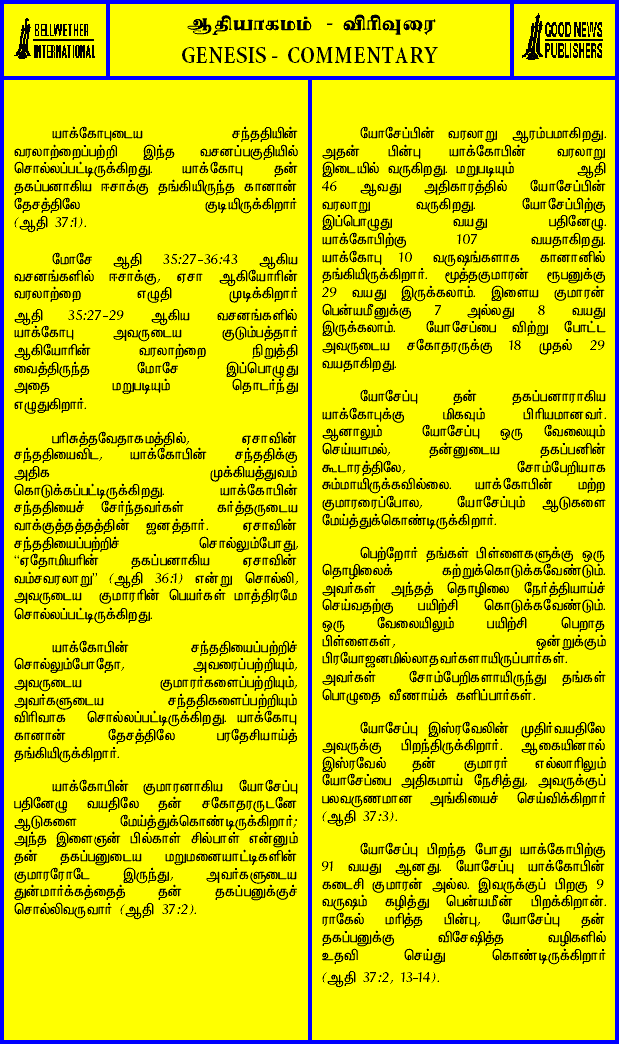 BELLWETHER
INTERNATIONAL
ஆதியாகமம் - விரிவுரை
GENESIS - COMMENTARY
GOOD NEWS
PUBLISHERS
யாக்கோபுடைய சந்ததியின்
வரலாற்றைப்பற்றி இந்த வசனப்பகுதியில்
சொல்லப்பட்டிருக்கிறது. யாக்கோபு தன்
தகப்பனாகிய ஈசாக்கு தங்கியிருந்த கானான்
தேசத்திலே குடியிருக்கிறார்
(ஆதி 37:1).
மோசே ஆதி 35:27-36:43 ஆகிய
வசனங்களில் ஈசாக்கு, ஏசா ஆகியோரின்
வரலாற்றை எழுதி முடிக்கிறார்
ஆதி 35:27-29 ஆகிய வசனங்களில்
யாக்கோபு அவருடைய குடும்பத்தார்
ஆகியோரின் வரலாற்றை நிறுத்தி
வைத்திருந்த மோசே இப்பொழுது
அதை மறுபடியும் தொடர்ந்து
எழுதுகிறார்.
பரிசுத்தவேதாகமத்தில், ஏசாவின்
சந்ததியைவிட, யாக்கோபின் சந்ததிக்கு
அதிக முக்கியத்துவம்
கொடுக்கப்பட்டிருக்கிறது. யாக்கோபின்
சந்ததியைச் சேர்ந்தவர்கள் கர்த்தருடைய
வாக்குத்தத்தத்தின் ஜனத்தார். ஏசாவின்
சந்ததியைப்பற்றிச் சொல்லும்போது,
“ஏதோமியரின் தகப்பனாகிய ஏசாவின்
வம்சவரலாறு” (ஆதி 36:1) என்று சொல்லி,
அவருடைய குமாரரின் பெயர்கள் மாத்திரமே
சொல்லப்பட்டிருக்கிறது.
யாக்கோபின் சந்ததியைப்பற்றிச்
சொல்லும்போதோ, அவரைப்பற்றியும்,
அவருடைய குமாரர்களைப்பற்றியும்,
அவர்களுடைய சந்ததிகளைப்பற்றியும்
விரிவாக சொல்லப்பட்டிருக்கிறது. யாக்கோபு
கானான் தேசத்திலே பரதேசியாய்த்
தங்கியிருக்கிறார்.
யாக்கோபின் குமாரனாகிய யோசேப்பு
பதினேழு வயதிலே தன் சகோதரருடனே
ஆடுகளை மேய்த்துக்கொண்டிருக்கிறார்;
அந்த இளைஞன் பில்காள் சில்பாள் என்னும்
தன் தகப்பனுடைய மறுமனையாட்டிகளின்
குமாரரோடே இருந்து, அவர்களுடைய
துன்மார்க்கத்தைத் தன் தகப்பனுக்குச்
சொல்லிவருவார் (ஆதி 37:2).
யோசேப்பின் வரலாறு ஆரம்பமாகிறது.
அதன் பின்பு யாக்கோபின் வரலாறு
இடையில் வருகிறது. மறுபடியும் ஆதி
46 ஆவது அதிகாரத்தில் யோசேப்பின்
வரலாறு வருகிறது. யோசேப்பிற்கு
இப்பொழுது வயது பதினேழு.
யாக்கோபிற்கு 107 வயதாகிறது.
யாக்கோபு 10 வருஷங்களாக கானானில்
தங்கியிருக்கிறார். மூத்தகுமாரன் ரூபனுக்கு
29 வயது இருக்கலாம். இளைய குமாரன்
பென்யமீனுக்கு 7 அல்லது 8 வயது
இருக்கலாம். யோசேப்பை விற்று போட்ட
அவருடைய சகோதரருக்கு 18 முதல் 29
வயதாகிறது.
யோசேப்பு தன் தகப்பனாராகிய
யாக்கோபுக்கு மிகவும் பிரியமானவர்.
ஆனாலும் யோசேப்பு ஒரு வேலையும்
செய்யாமல், தன்னுடைய தகப்பனின்
கூடாரத்திலே, சோம்பேறியாக
சும்மாயிருக்கவில்லை. யாக்கோபின் மற்ற
குமாரரைப்போல, யோசேப்பும் ஆடுகளை
மேய்த்துக்கொண்டிருக்கிறார்.
பெற்றோர் தங்கள் பிள்ளைகளுக்கு ஒரு
தொழிலைக் கற்றுக்கொடுக்கவேண்டும்.
அவர்கள் அந்தத் தொழிலை நேர்த்தியாய்ச்
செய்வதற்கு பயிற்சி கொடுக்கவேண்டும்.
ஒரு வேலையிலும் பயிற்சி பெறாத
பிள்ளைகள், ஒன்றுக்கும்
பிரயோஜனமில்லாதவர்களாயிருப்பார்கள்.
அவர்கள் சோம்பேறிகளாயிருந்து தங்கள்
பொழுதை வீணாய்க் களிப்பார்கள்.
யோசேப்பு இஸ்ரவேலின் முதிர்வயதிலே
அவருக்கு பிறந்திருக்கிறார். ஆகையினால்
இஸ்ரவேல் தன் குமாரர் எல்லாரிலும்
யோசேப்பை அதிகமாய் நேசித்து, அவருக்குப்
பலவருணமான அங்கியைச் செய்விக்கிறார்
(ஆதி 37:3).
யோசேப்பு பிறந்த போது யாக்கோபிற்கு
91 வயது ஆனது. யோசேப்பு யாக்கோபின்
கடைசி குமாரன் அல்ல. இவருக்குப் பிறகு 9
வருஷம் கழித்து பென்யமீன் பிறக்கிறான்.
ராகேல் மரித்த பின்பு, யோசேப்பு தன்
தகப்பனுக்கு விசேஷித்த வழிகளில்
உதவி செய்து கொண்டிருக்கிறார்
(ஆதி 37:2, 13-14).